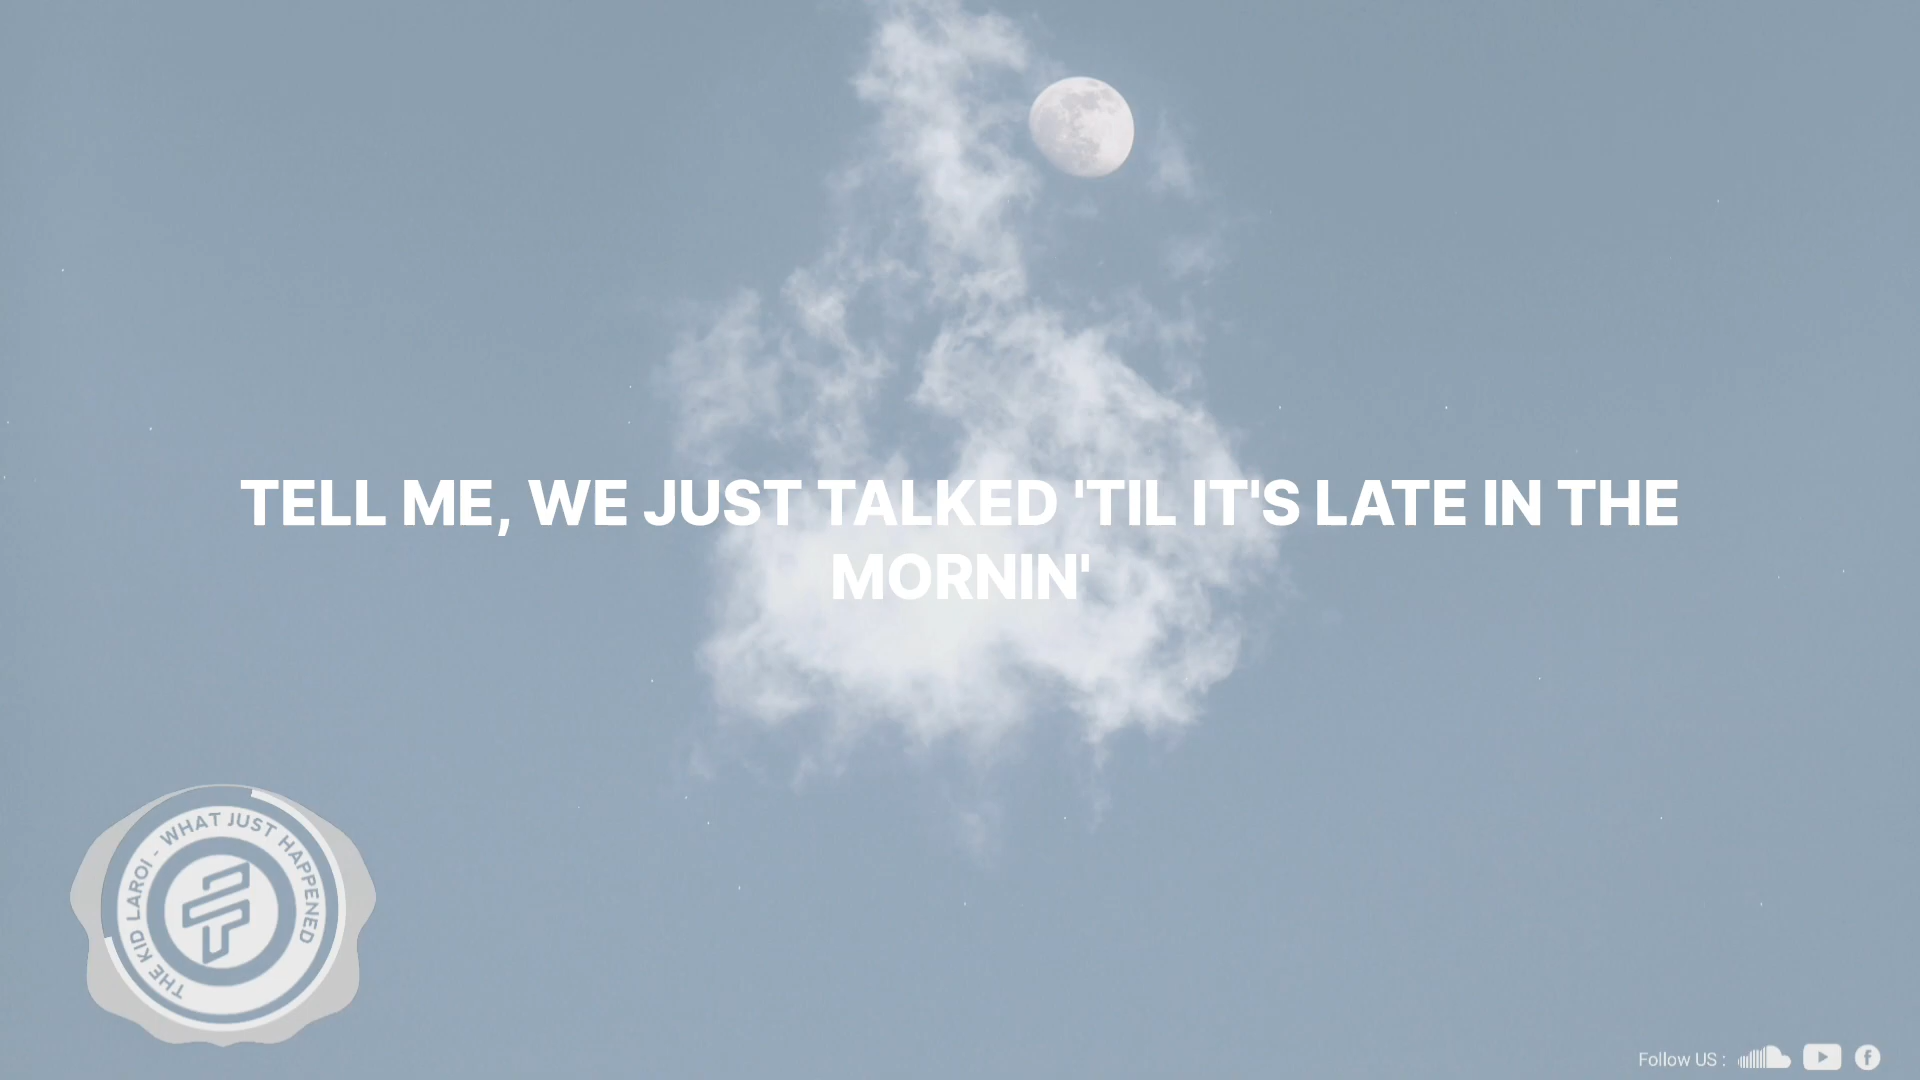 TELL ME, WE JUST TALKED 'TIL IT'S LATE IN THE
MORNIN'
THE KID LAROI - WHAT JUST HAPPENED
Follow US :